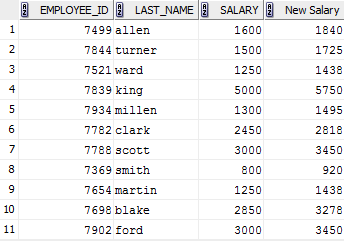 EMPLOYEE_ID LAST_NAME SALARY New Salary
1 7499 allen 1600 1840
2 7844 turner 1500 1725
3 7521 ward 1250 1438
4 7839 king 5000 5750
5 7934 millen 1300 1495
6 7782 clark 2450 2818
7 7788 scott 3000 3450
8 7369 smith 800 920
9 7654 martin 1250 1438
10 7698 blake 2850 3278
11 7902 ford 3000 3450